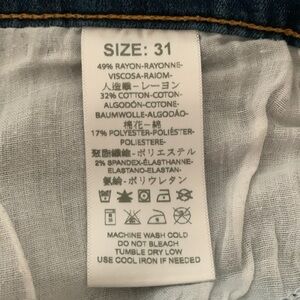 SIZE: 31
49% RAYON-RAYONNE-
VISCOSA-RAIOM-
人造纖-レーヨン
32% COTTON-COTON-
ALGODÓN-COTONE-
BAUMWOLLE-ALGODÃO-
棉花-綿
17% POLYESTER-POLIÉSTER-
POLIESTERE-
聚酯纖-ポリエステル
2% SPANDEX-ÉLASTHANNE-
ELASTANO-ELASTAN-
氨纶-ポリウレタン
MACHINE WASH COLD
DO NOT BLEACH
TUMBLE DRY LOW
USE COOL IRON IF NEEDED